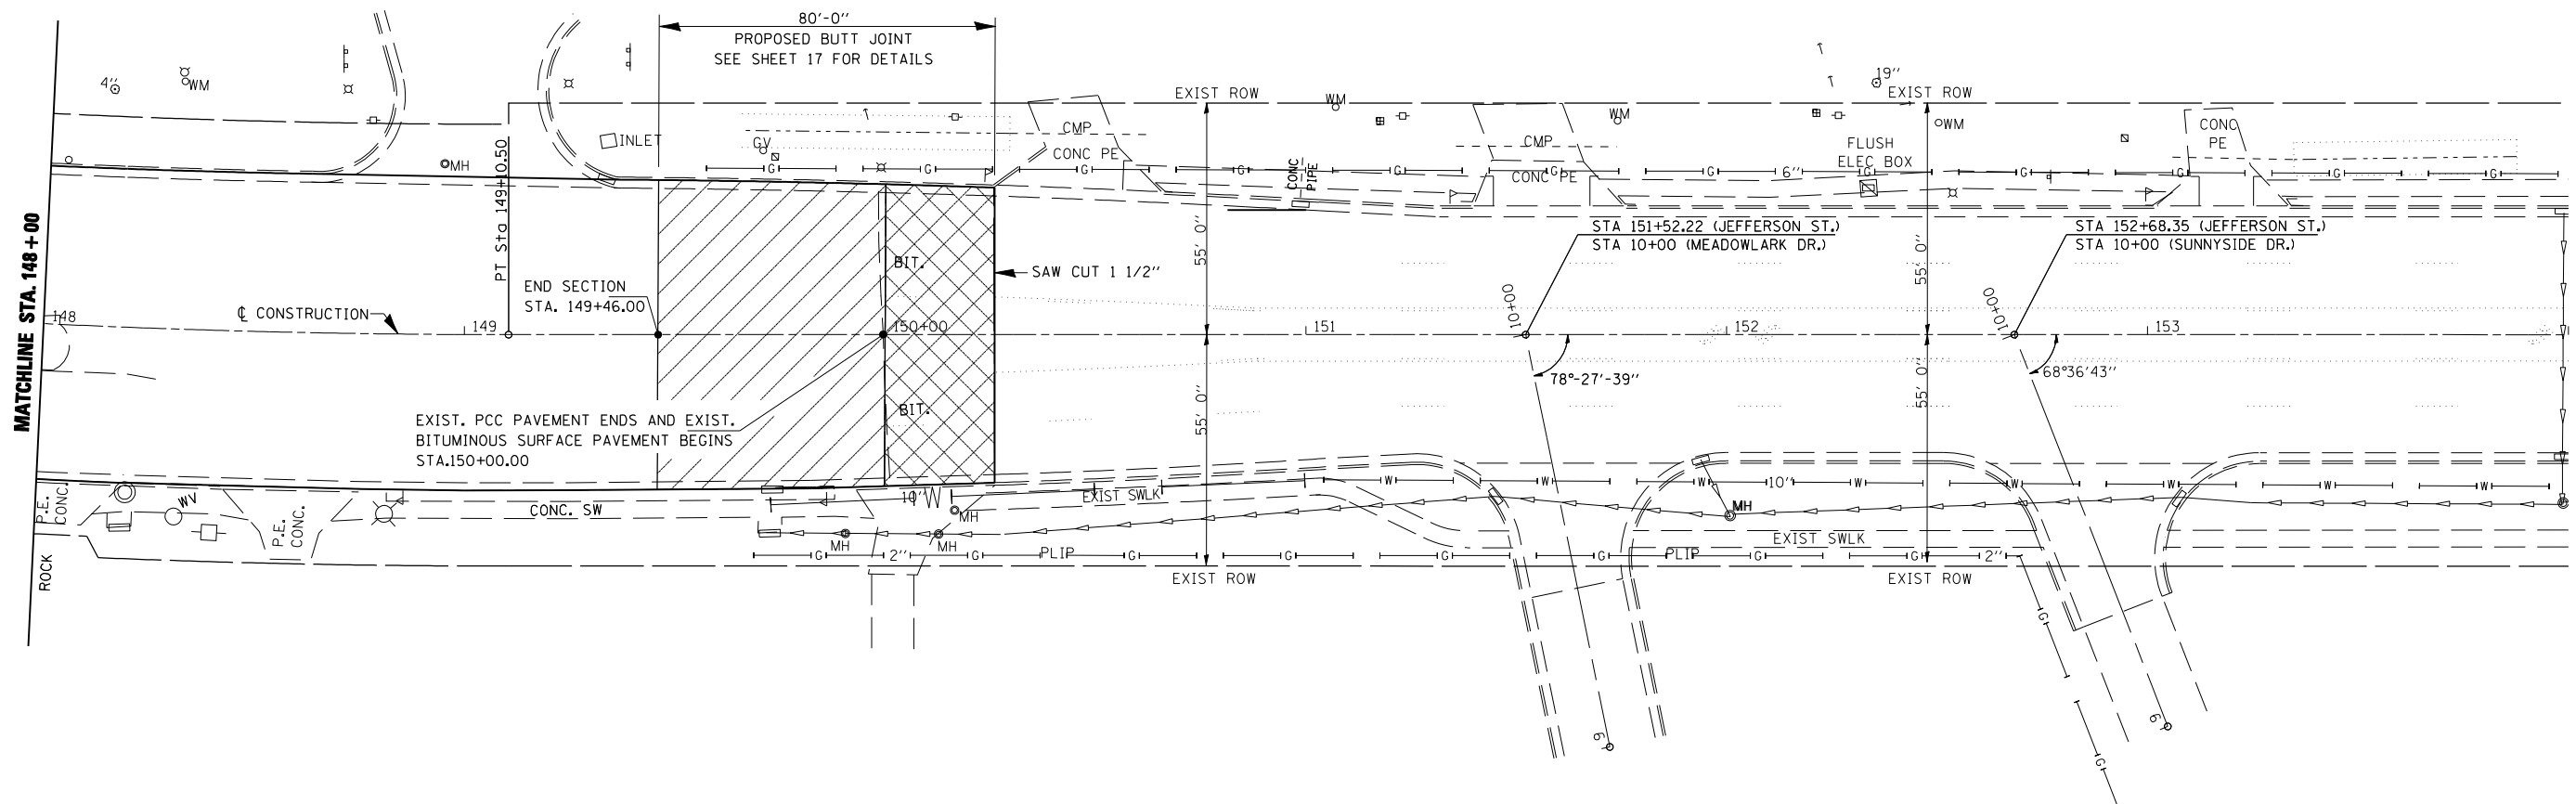 80'-0"
PROPOSED BUTT JOINT
SEE SHEET 17 FOR DETAILS
4"
WM
EXIST ROW
WM
WM
19"
EXIST ROW
WM
INLET
GV
CMP
CMP
FLUSH
ELEC BOX
CONC
PE
MH
CONC PE
CONC PE
CONC
PIPE
G
G
G
G
G
G
G
6"
G
G
G
G
G
PT Sta 149+10.50
MATCHLINE STA. 148+00
55' 0"
55' 0"
STA 151+52.22 (JEFFERSON ST.)
STA 10+00 (MEADOWLARK DR.)
STA 152+68.35 (JEFFERSON ST.)
STA 10+00 (SUNNYSIDE DR.)
BIT.
SAW CUT 1 1/2"
END SECTION
STA. 149+46.00
℄ CONSTRUCTION
10+00
10+00
148
149
150+00
151
152
153
78°-27'-39"
68°36'43"
55' 0"
55' 0"
BIT.
EXIST. PCC PAVEMENT ENDS AND EXIST.
BITUMINOUS SURFACE PAVEMENT BEGINS
STA.150+00.00
P.E.
CONC.
WV
P.E.
CONC.
CONC. SW
10"W
EXIST SWLK
W
W
W
W
10"
W
W
W
W
W
MH
MH
MH
MH
EXIST SWLK
G
2"
G
PLIP
G
G
G
G
PLIP
G
G
2"
EXIST ROW
EXIST ROW
ROCK
G
G
9
9